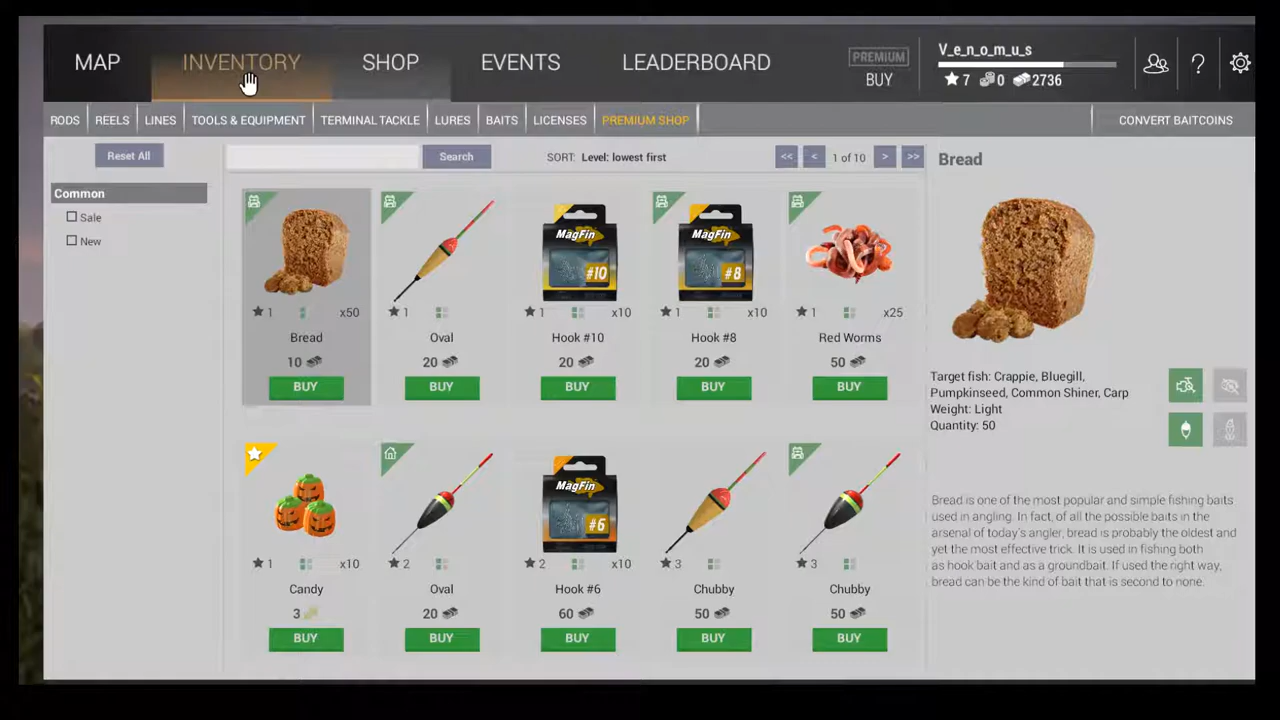 MAP INVENTORY SHOP EVENTS LEADERBOARD PREMIUM BUY V_e_n_o_m_u_s
7 0 2736 ?
RODS REELS LINES TOOLS & EQUIPMENT TERMINAL TACKLE LURES BAITS LICENSES PREMIUM SHOP CONVERT BAITCOINS
Reset All Search SORT: Level: lowest first << < 1 of 10 > >> Bread
Common
Sale
New
MagFin #10 MagFin #8
1 x50 1 1 x10 1 x10 1 x25
Bread Oval Hook #10 Hook #8 Red Worms
10 20 20 20 50
BUY BUY BUY BUY BUY
Target fish: Crappie, Bluegill,
Pumpkinseed, Common Shiner, Carp
Weight: Light
Quantity: 50
MagFin #6
1 x10 2 2 x10 3 3
Candy Oval Hook #6 Chubby Chubby
3 20 60 50 50
BUY BUY BUY BUY BUY
Bread is one of the most popular and simple fishing baits
used in angling. In fact, of all the possible baits in the
arsenal of today's angler, bread is probably the oldest and
yet the most effective trick. It is used in fishing both
as hook bait and as a groundbait. If used the right way,
bread can be the kind of bait that is second to none.